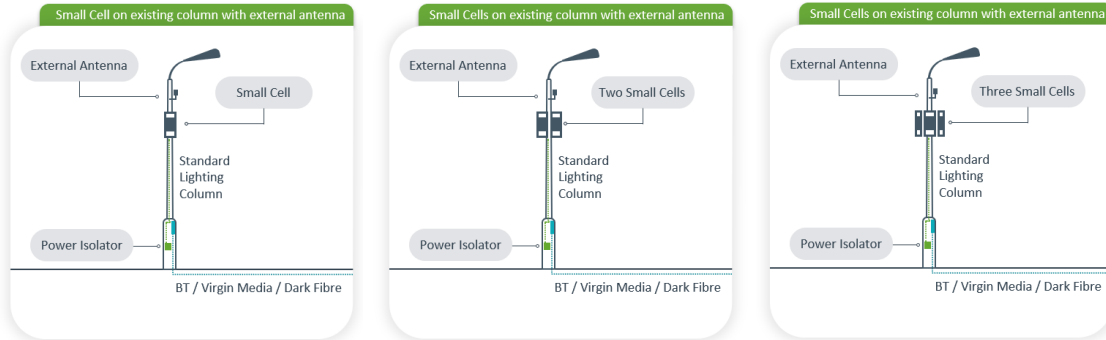 Small Cell on existing column with external antenna
External Antenna
Small Cell
Standard
Lighting
Column
Power Isolator
BT / Virgin Media / Dark Fibre
Small Cells on existing column with external antenna
External Antenna
Two Small Cells
Standard
Lighting
Column
Power Isolator
BT / Virgin Media / Dark Fibre
Small Cells on existing column with external antenna
External Antenna
Three Small Cells
Standard
Lighting
Column
Power Isolator
BT / Virgin Media / Dark Fibre